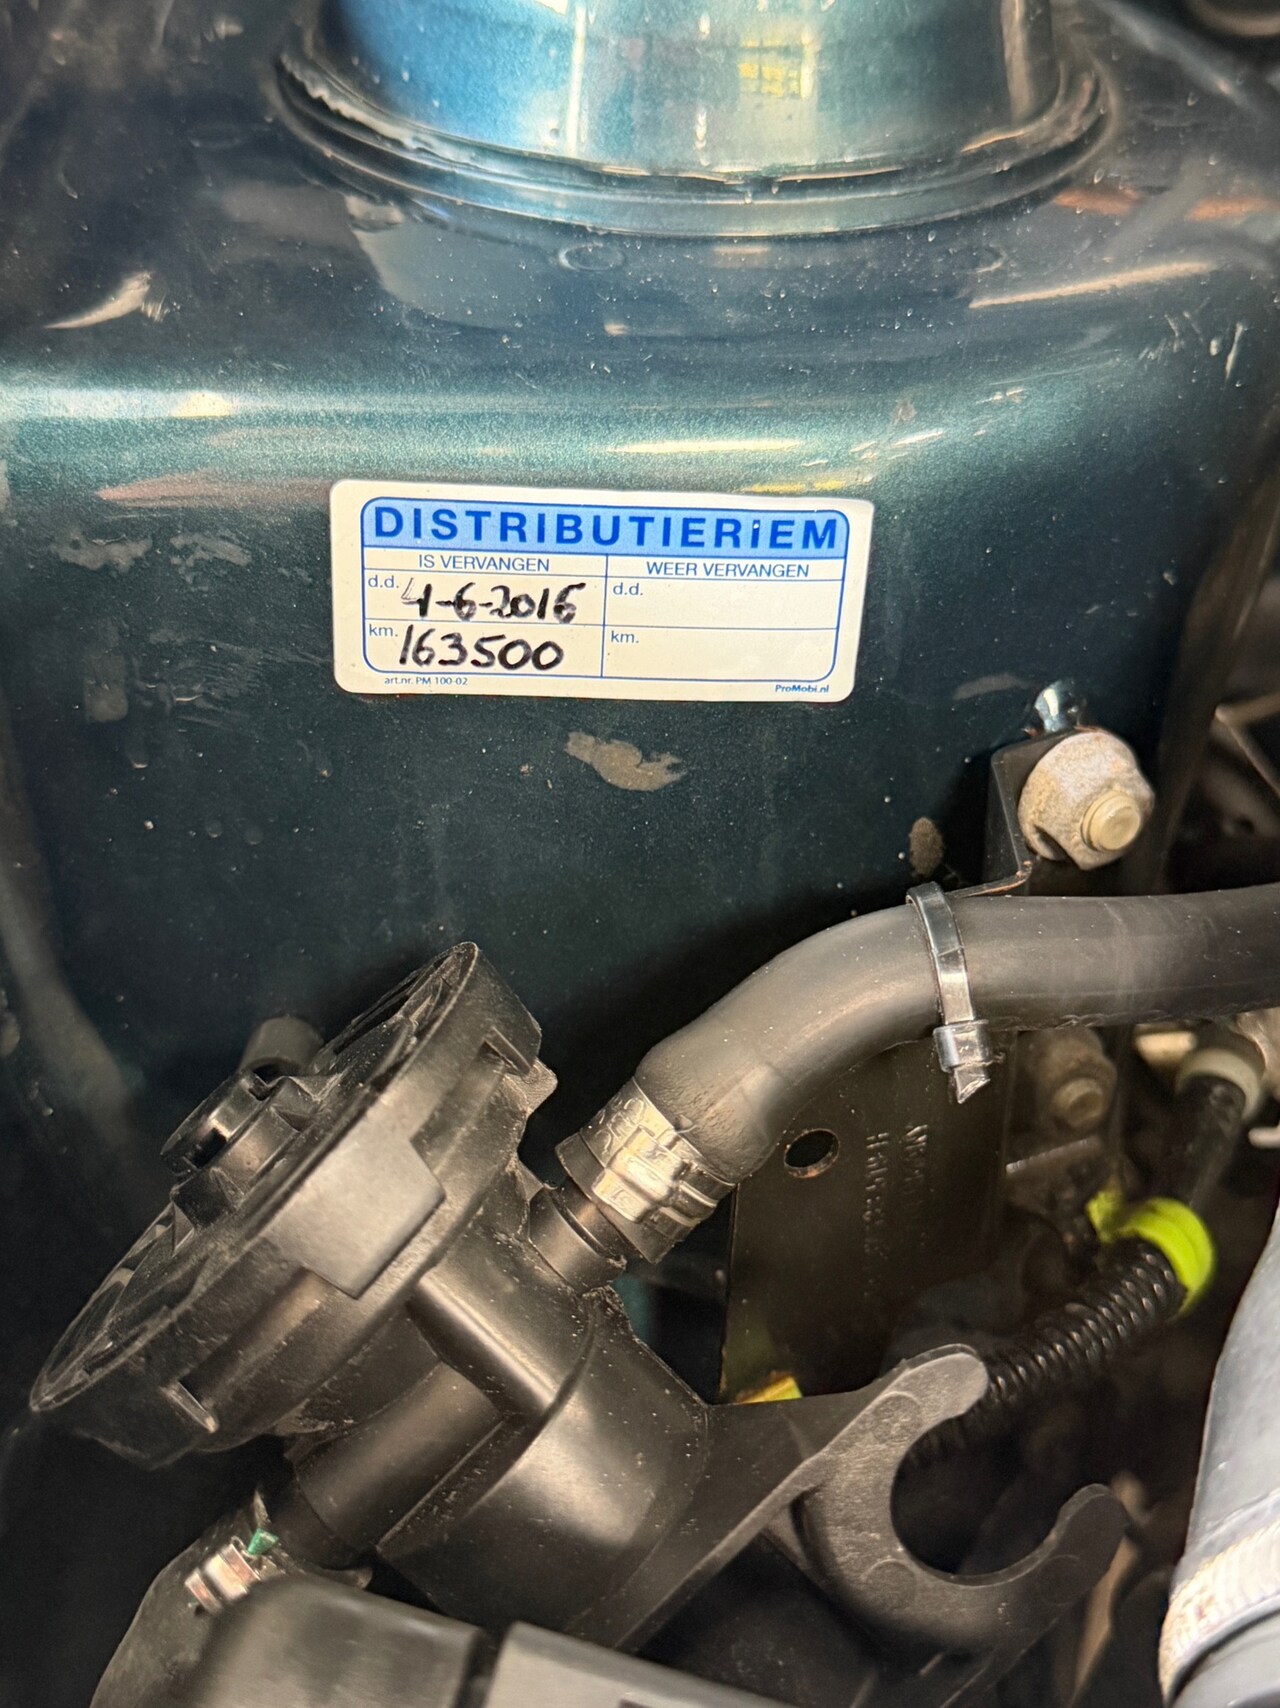 DISTRIBUTIERIEM
IS VERVANGEN
WEER VERVANGEN
d.d. 4-6-2016
d.d.
km. 163500
km.
art.nr. PM 100-02
ProMobi.nl